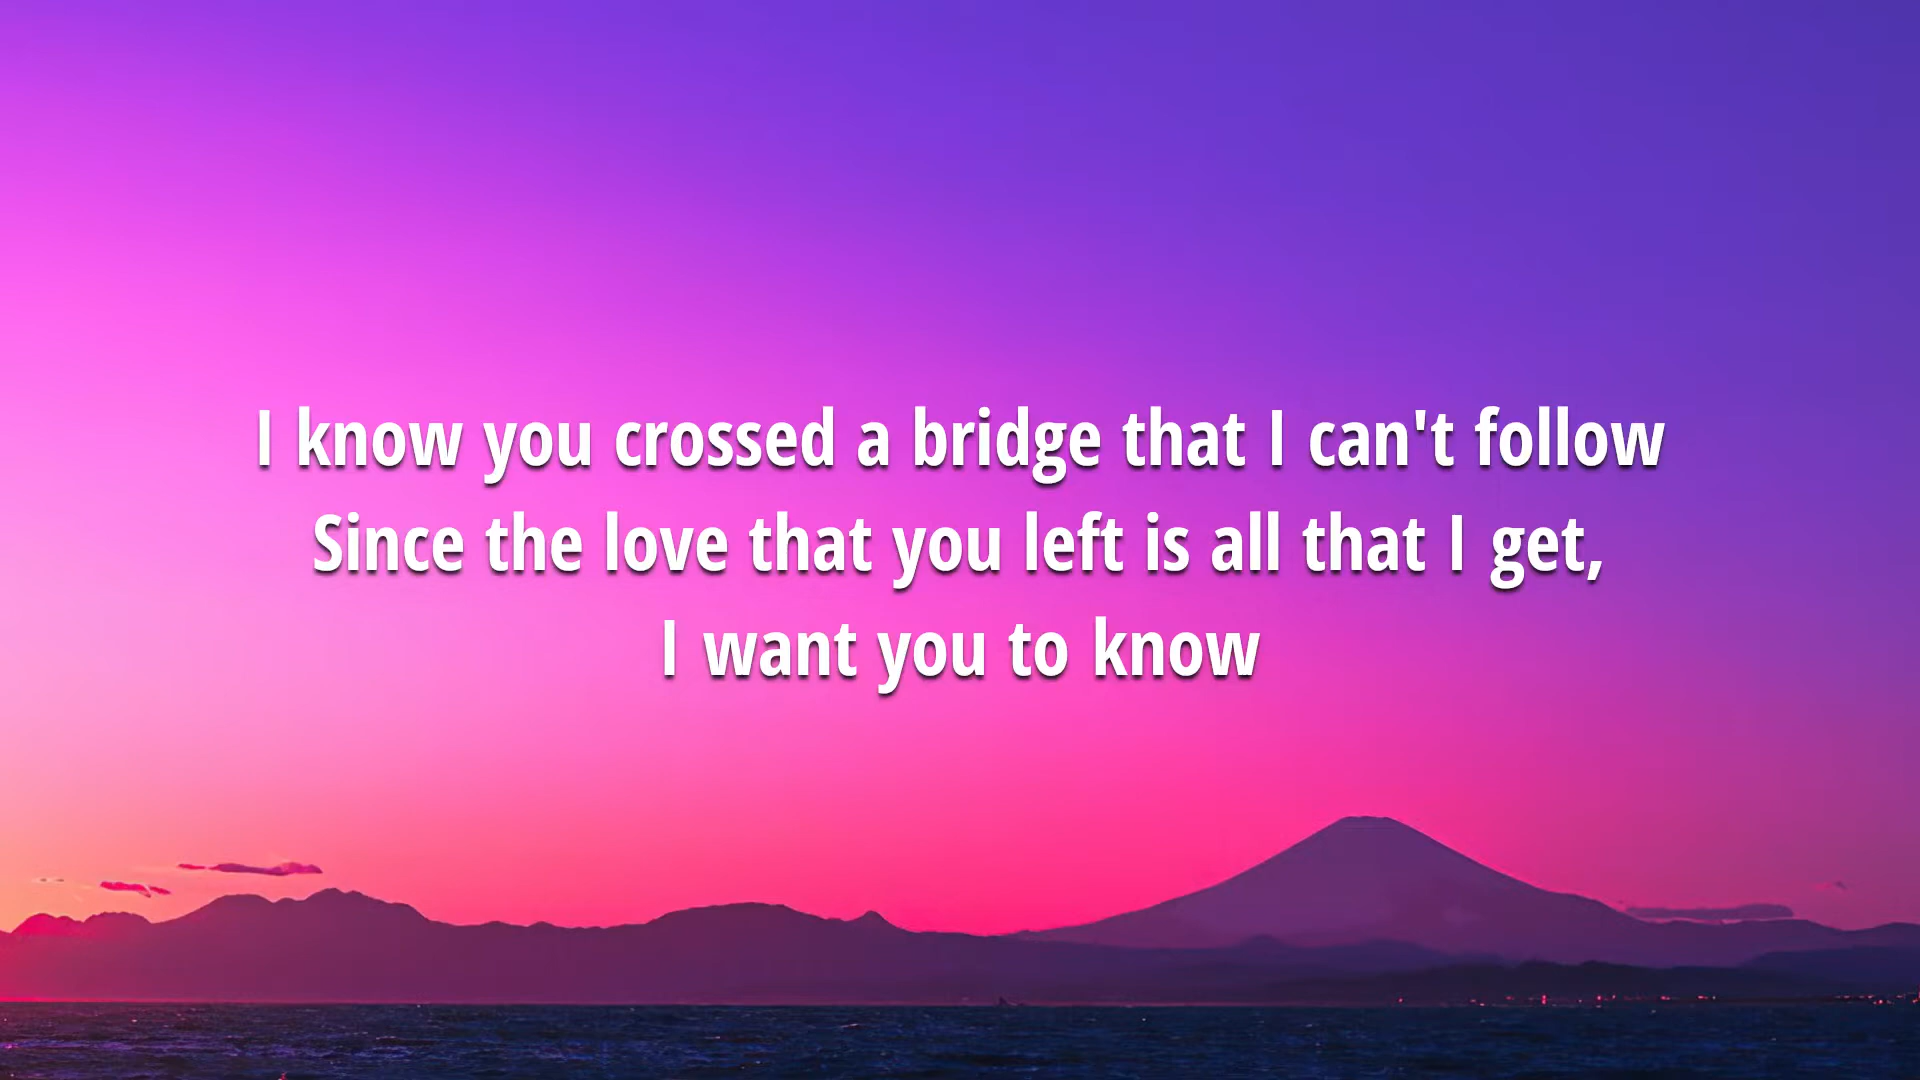 I know you crossed a bridge that I can't follow
Since the love that you left is all that I get,
I want you to know